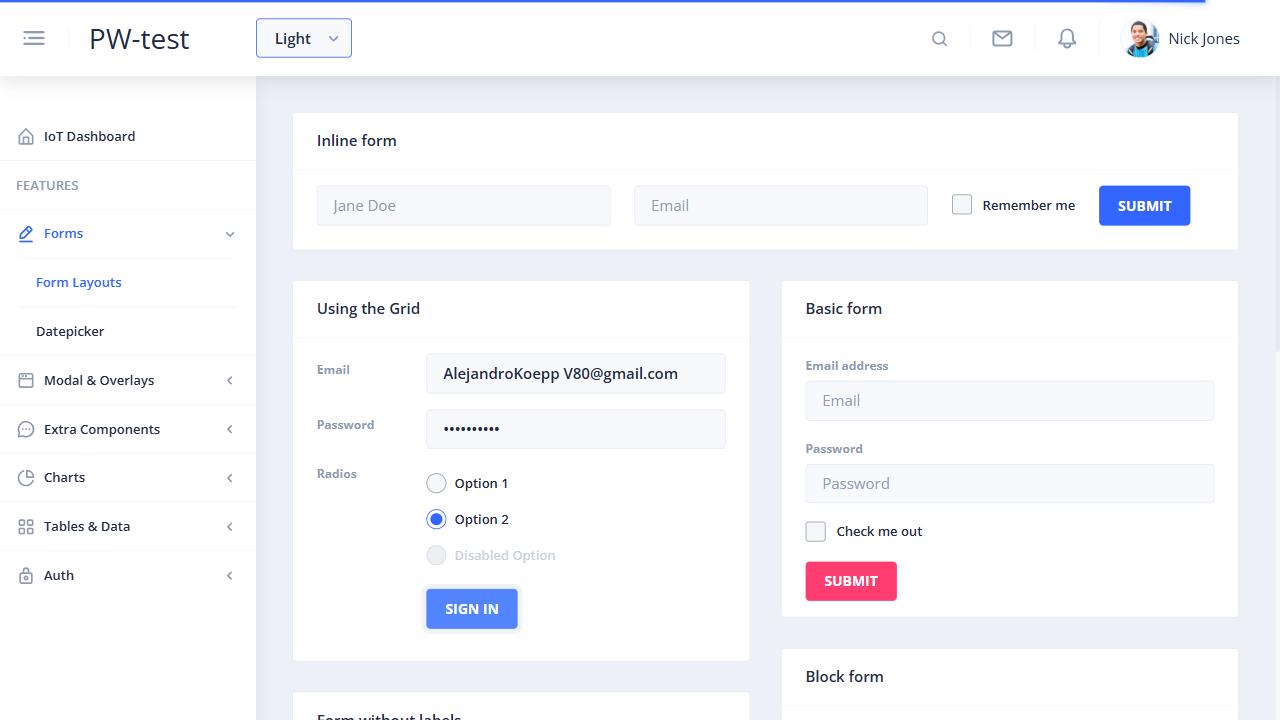 PW-test
Light
Nick Jones
IoT Dashboard
FEATURES
Forms
Form Layouts
Datepicker
Modal & Overlays
Extra Components
Charts
Tables & Data
Auth
Inline form
Jane Doe
Email
Remember me
SUBMIT
Using the Grid
Email
AlejandroKoepp V80@gmail.com
Password
••••••••••
Radios
Option 1
Option 2
Disabled Option
SIGN IN
Form without labels
Basic form
Email address
Email
Password
Password
Check me out
SUBMIT
Block form